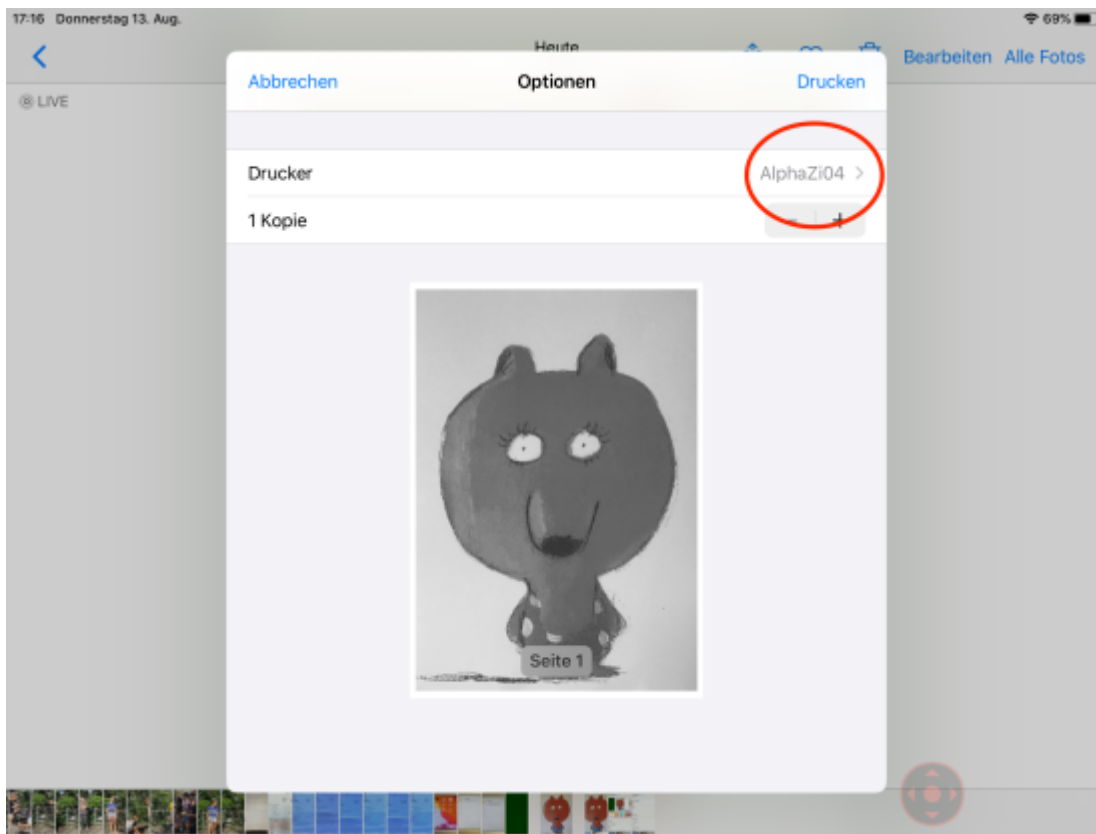 17:16 Donnerstag 13. Aug.
69%
Heute
Bearbeiten Alle Fotos
LIVE
Abbrechen Optionen Drucken
Drucker AlphaZi04 >
1 Kopie − +
Seite 1